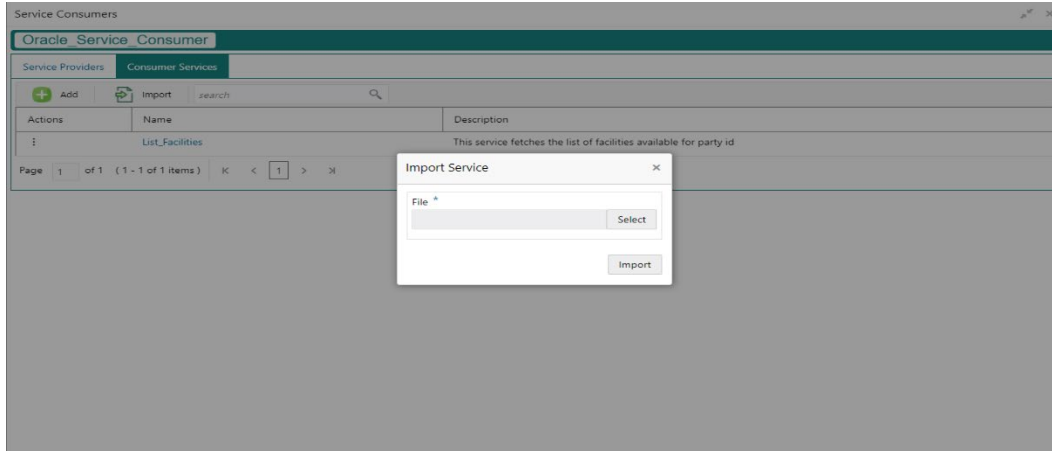 Service Consumers
Oracle_Service_Consumer
Service Providers Consumer Services
Add Import search
Actions Name Description
List_Facilities This service fetches the list of facilities available for party id
Page 1 of 1 (1 - 1 of 1 items) K < 1 > >|
Import Service ×
File *
Select
Import